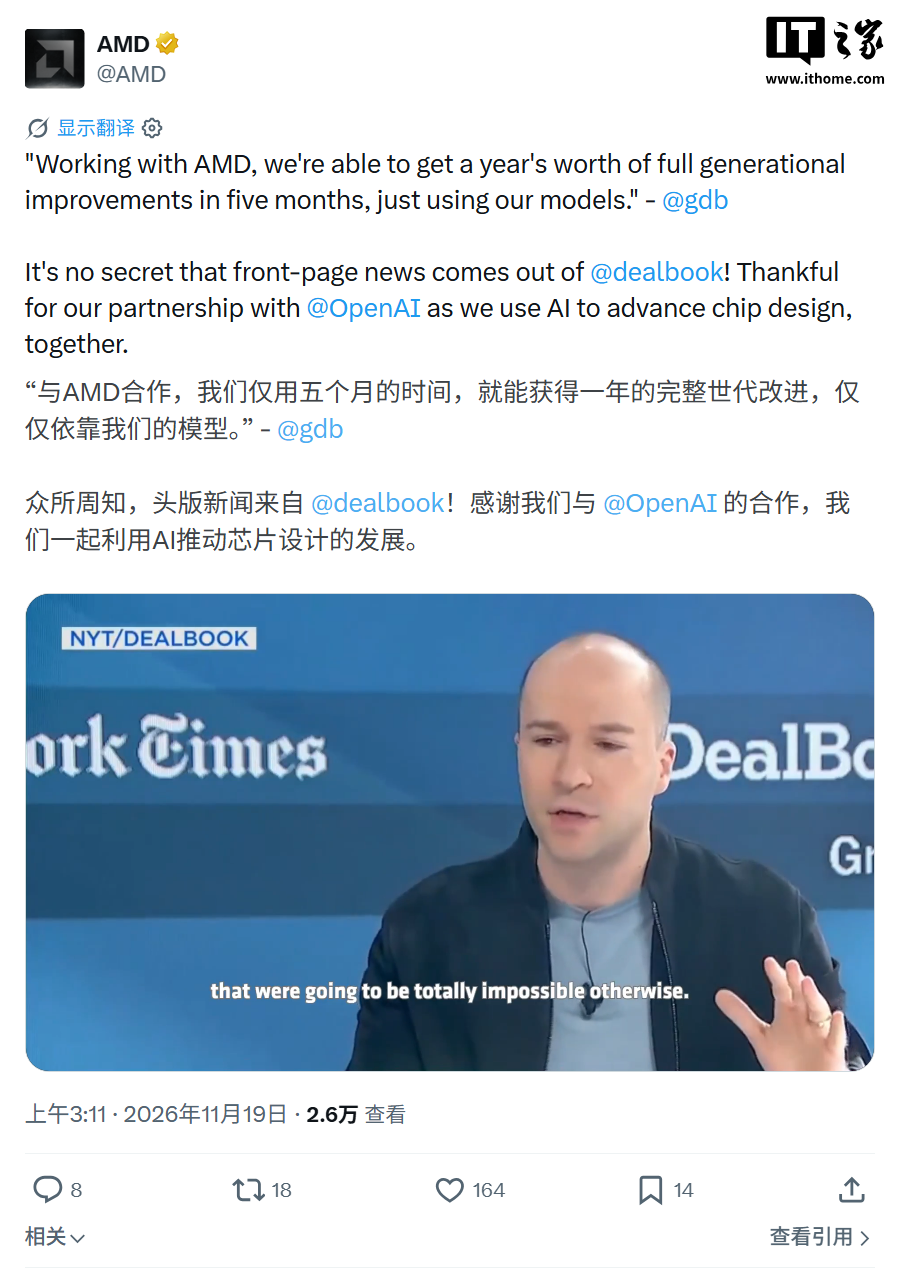 AMD
@AMD
IT之家
www.ithome.com
显示翻译
"Working with AMD, we're able to get a year's worth of full generational
improvements in five months, just using our models." - @gdb
It's no secret that front-page news comes out of @dealbook! Thankful
for our partnership with @OpenAI as we use AI to advance chip design,
together.
“与AMD合作，我们仅用五个月的时间，就能获得一年的完整世代改进，仅
仅依靠我们的模型。” - @gdb
众所周知，头版新闻来自 @dealbook！感谢我们与 @OpenAI 的合作，我
们一起利用AI推动芯片设计的发展。
NYT/DEALBOOK
ork Times
DealBo
Gr
that were going to be totally impossible otherwise.
上午3:11 · 2026年11月19日 · 2.6万 查看
8 18 164 14
相关 查看引用